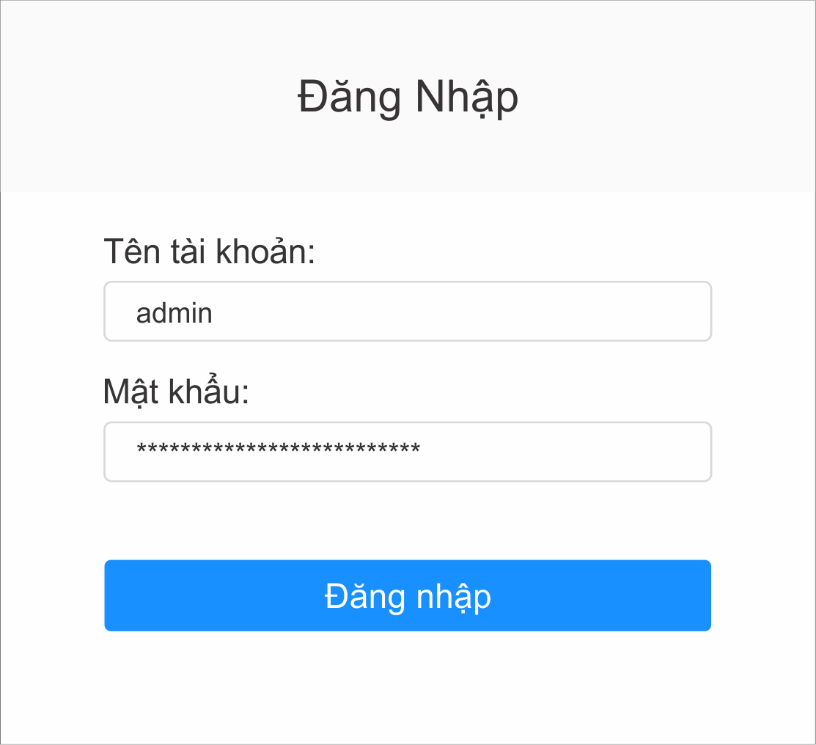 Đăng Nhập
Tên tài khoản:
admin
Mật khẩu:
**************************
Đăng nhập